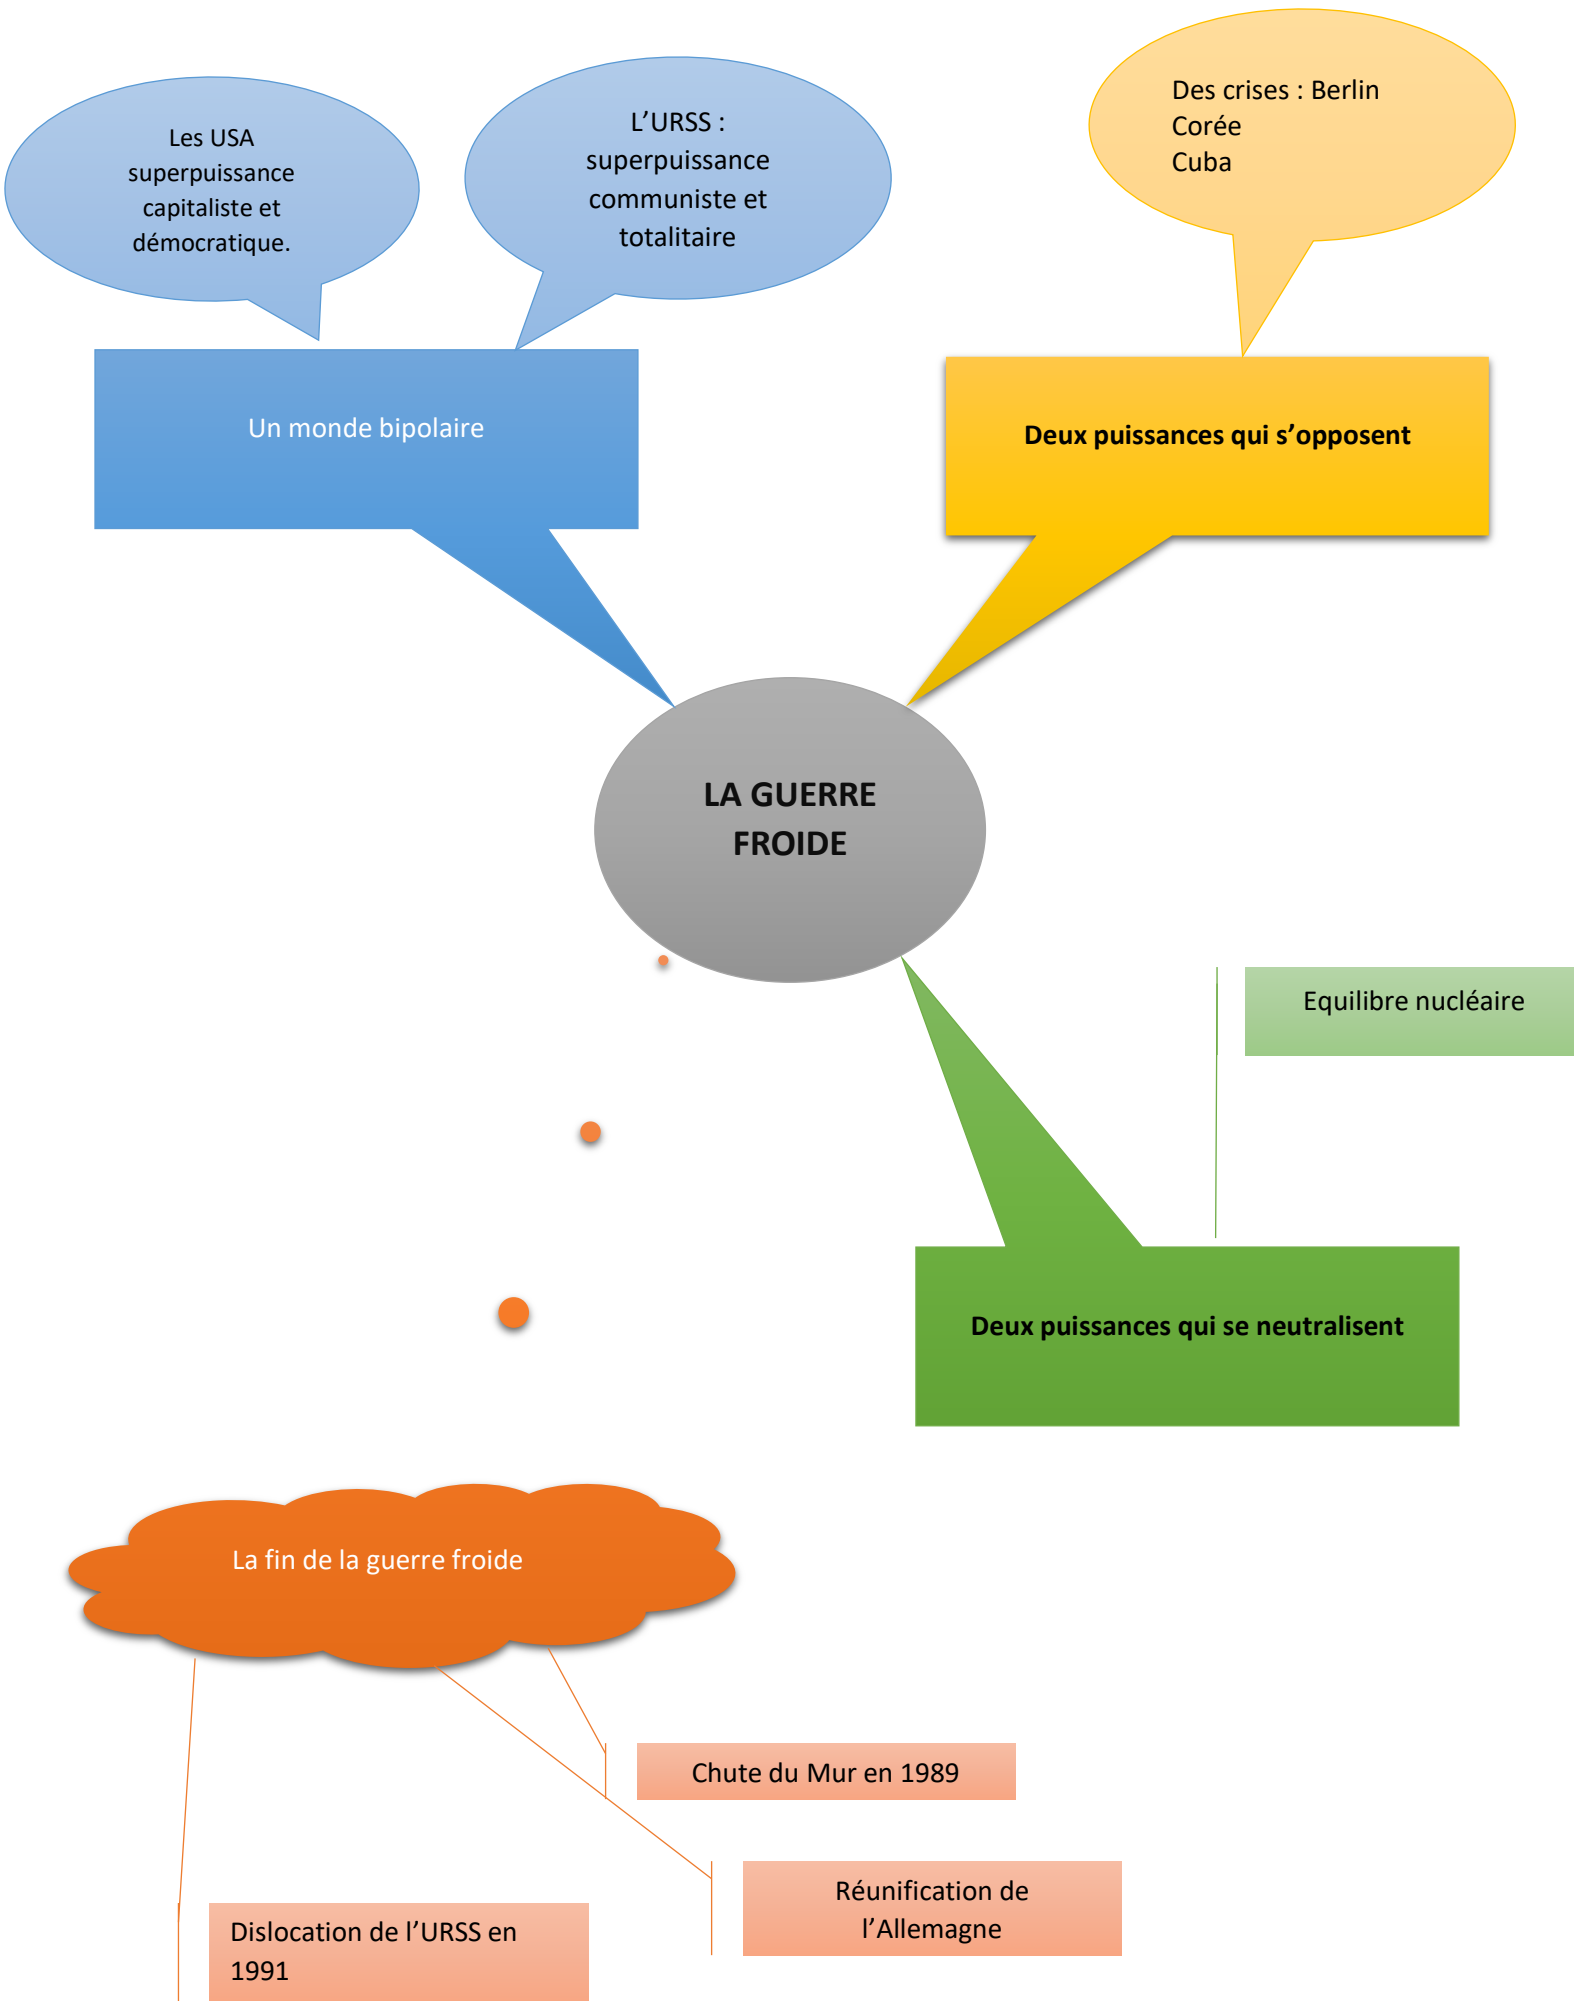 Les USA
superpuissance
capitaliste et
démocratique.
L’URSS :
superpuissance
communiste et
totalitaire
Des crises : Berlin
Corée
Cuba
Un monde bipolaire
Deux puissances qui s’opposent
LA GUERRE
FROIDE
Equilibre nucléaire
Deux puissances qui se neutralisent
La fin de la guerre froide
Chute du Mur en 1989
Réunification de
l’Allemagne
Dislocation de l’URSS en
1991